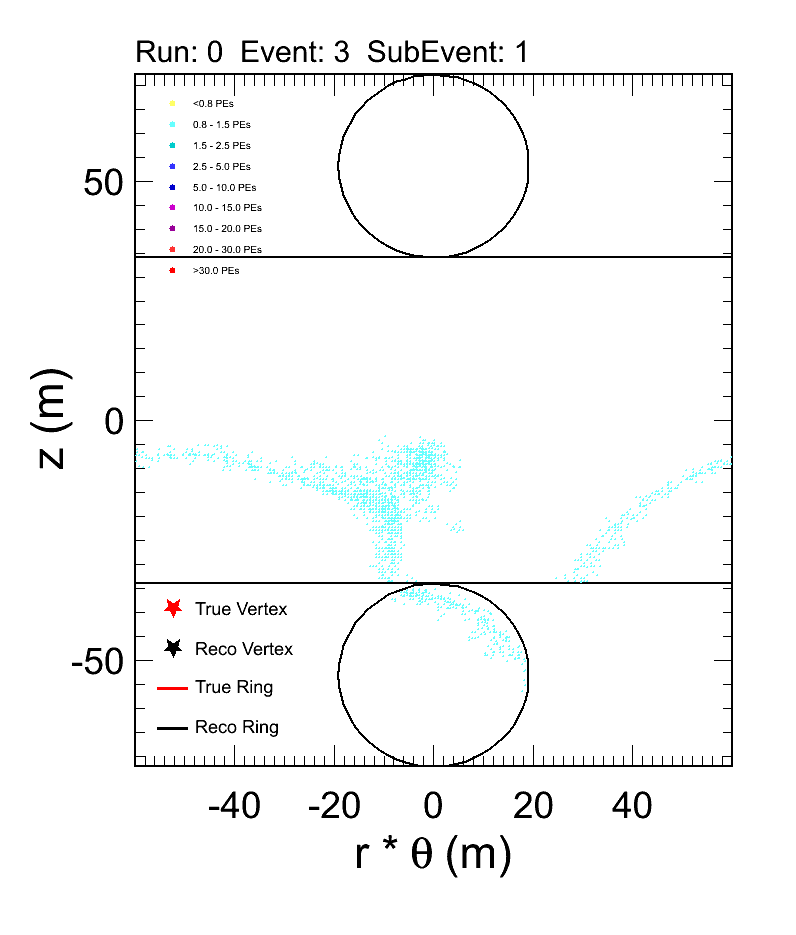 Run: 0  Event: 3  SubEvent: 1
<0.8 PEs
0.8 - 1.5 PEs
1.5 - 2.5 PEs
2.5 - 5.0 PEs
5.0 - 10.0 PEs
10.0 - 15.0 PEs
15.0 - 20.0 PEs
20.0 - 30.0 PEs
>30.0 PEs
50
0
-50
z (m)
True Vertex
Reco Vertex
True Ring
Reco Ring
-40 -20 0 20 40
r * θ (m)